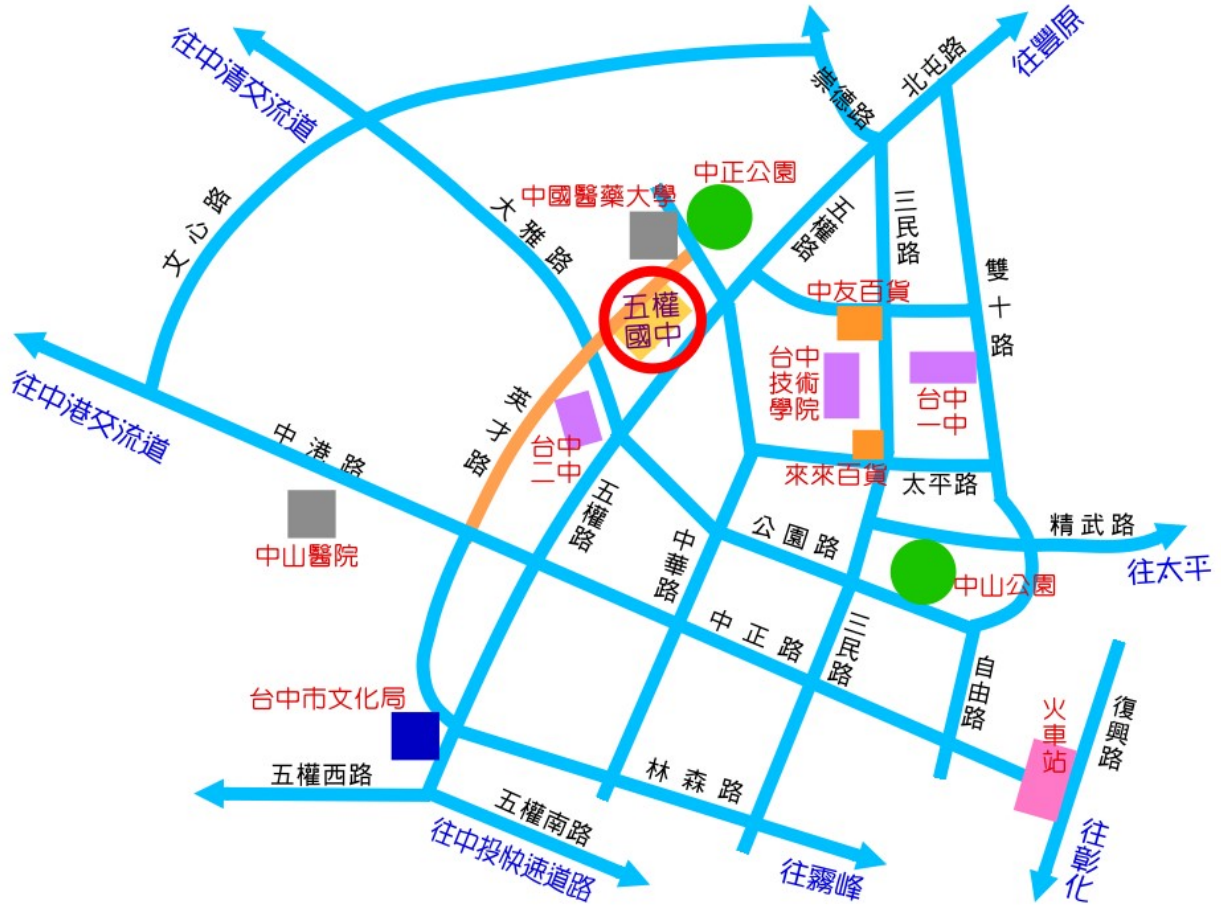 往中清交流道
往豐原
北屯路
崇德路
中正公園
中國醫藥大學
文心路
大雅路
五權路
三民路
雙十路
中友百貨
五權
國中
台中
技術
學院
台中
一中
往中港交流道
中港路
英才路
台中
二中
來來百貨
太平路
五權路
中山醫院
中華路
公園路
精武路
往太平
中山公園
中正路
三民路
自由路
台中市文化局
火車站
復興路
五權西路
五權南路
林森路
往中投快速道路
往霧峰
往彰化